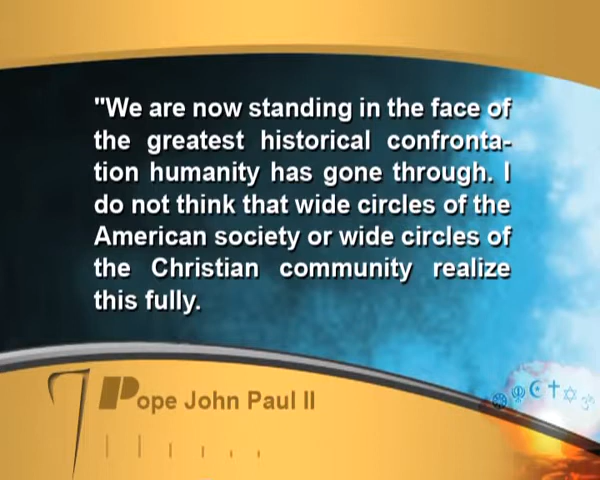 "We are now standing in the face of
the greatest historical confronta-
tion humanity has gone through. I
do not think that wide circles of the
American society or wide circles of
the Christian community realize
this fully.
Pope John Paul II